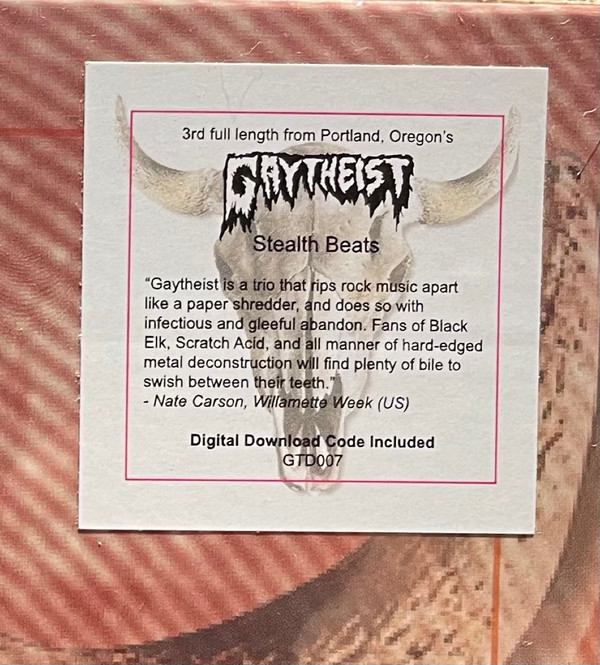 3rd full length from Portland, Oregon's
GAYTHEIST
Stealth Beats
"Gaytheist is a trio that rips rock music apart
like a paper shredder, and does so with
infectious and gleeful abandon. Fans of Black
Elk, Scratch Acid, and all manner of hard-edged
metal deconstruction will find plenty of bile to
swish between their teeth."
- Nate Carson, Willamette Week (US)
Digital Download Code Included
GTD007